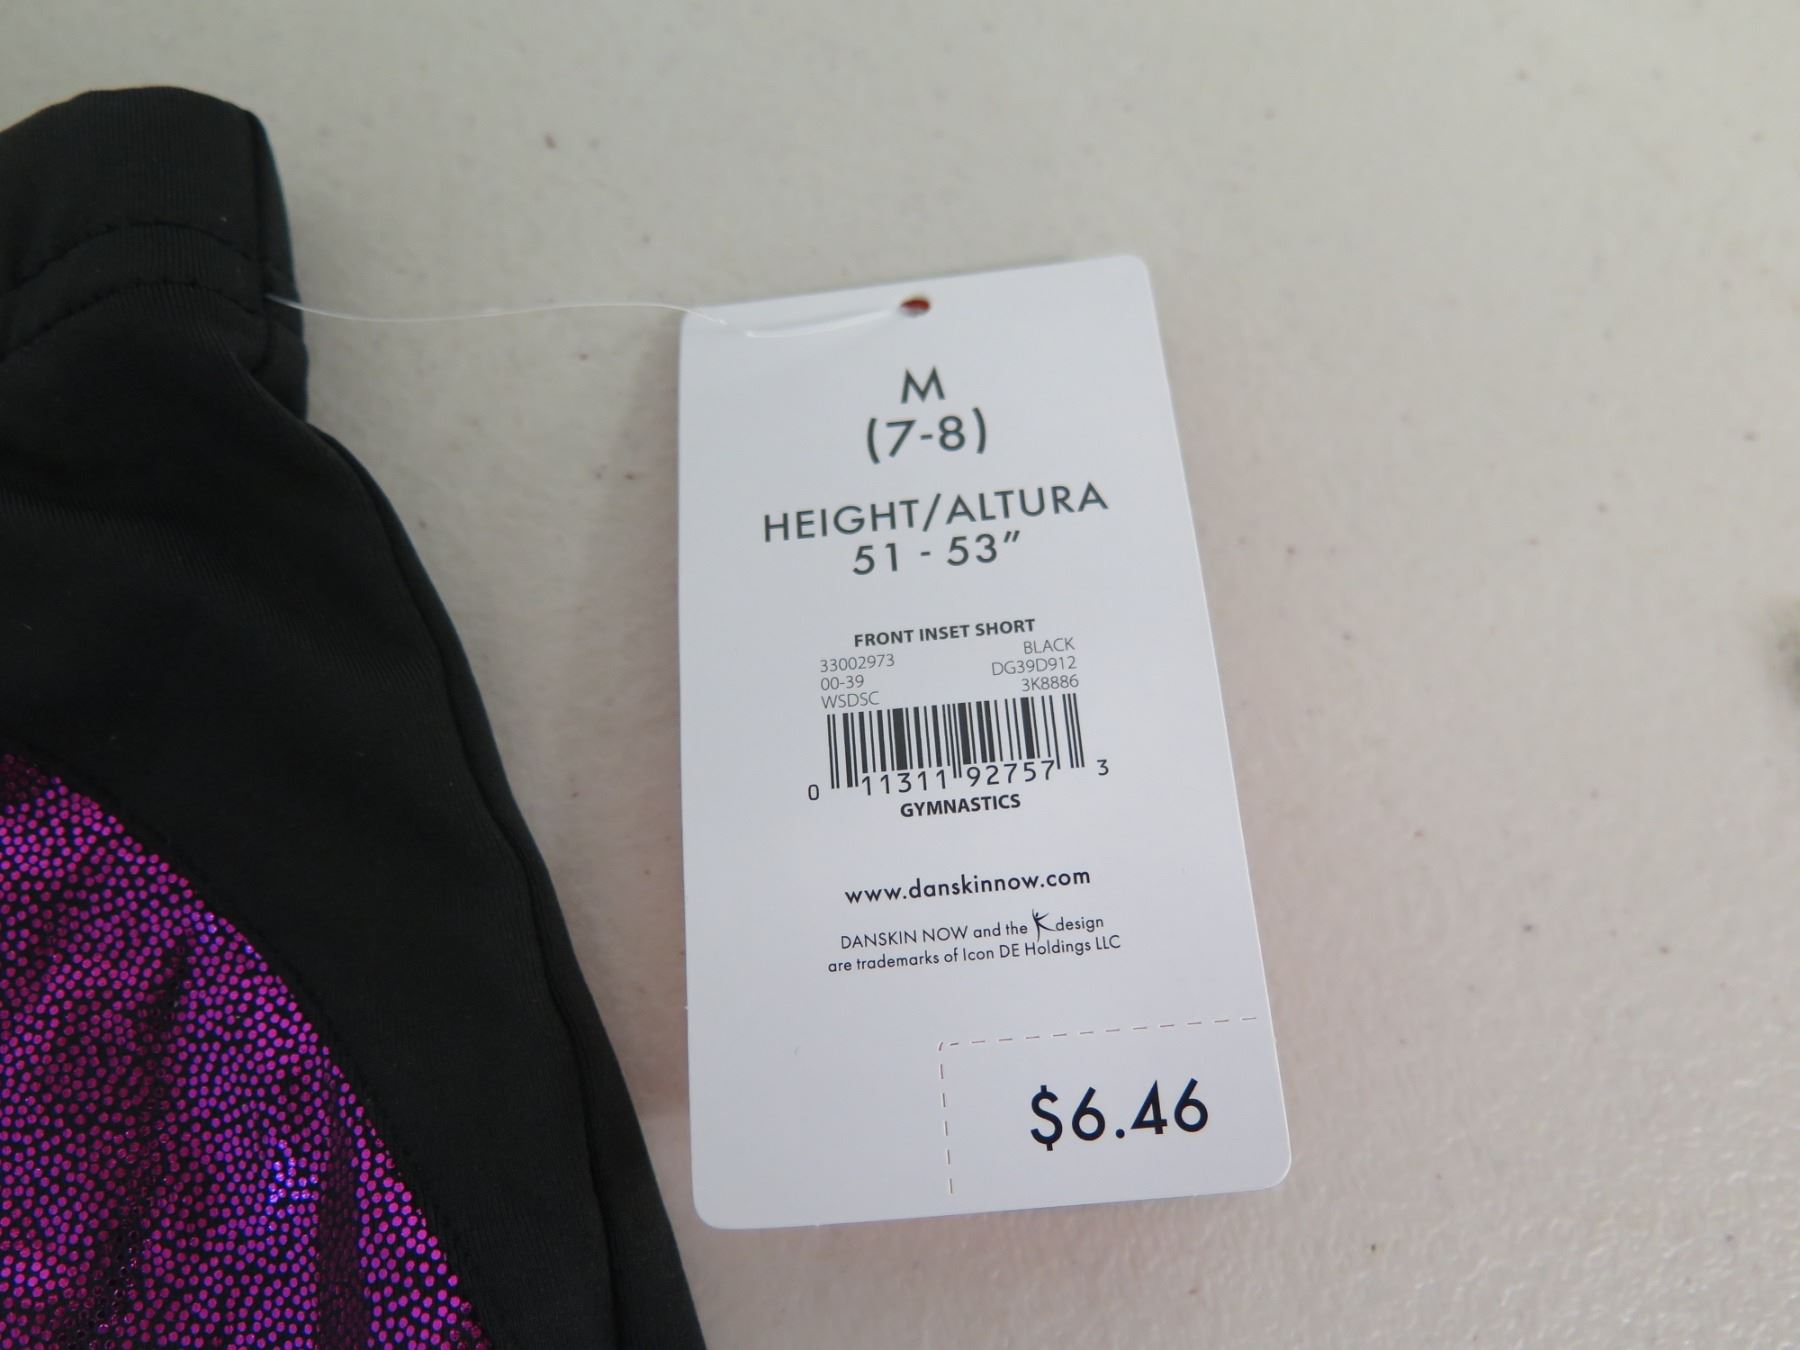 M
(7-8)
HEIGHT/ALTURA
51 - 53"
FRONT INSET SHORT
33002973 BLACK
00-39 DG39D912
WSDSC 3K8886
0 11311 92757 3
GYMNASTICS
www.danskinnow.com
DANSKIN NOW and the design
are trademarks of Icon DE Holdings LLC
$6.46